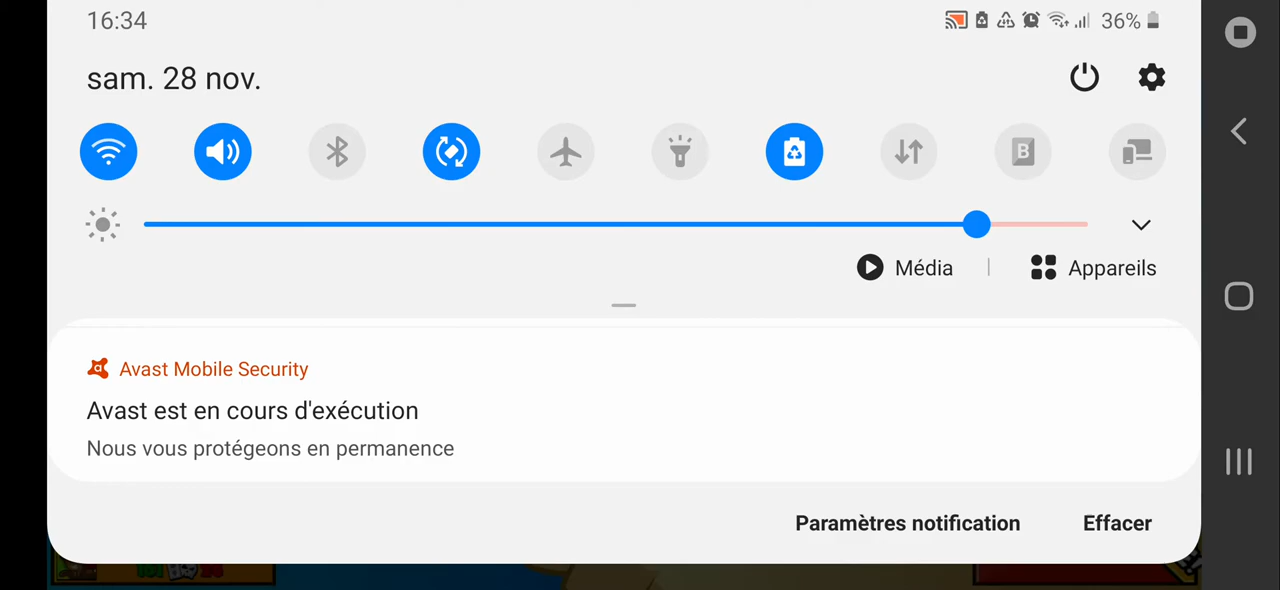 16:34
36%
sam. 28 nov.
B
Média
Appareils
Avast Mobile Security
Avast est en cours d'exécution
Nous vous protégeons en permanence
Paramètres notification
Effacer